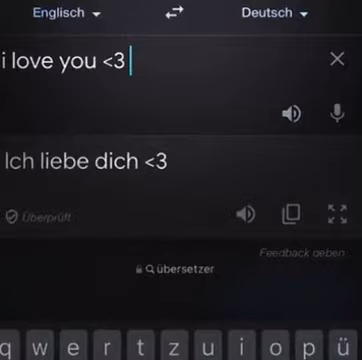 Englisch Deutsch
i love you <3
Ich liebe dich <3
Überprüft
Feedback geben
übersetzer
q w e r t z u i o p ü